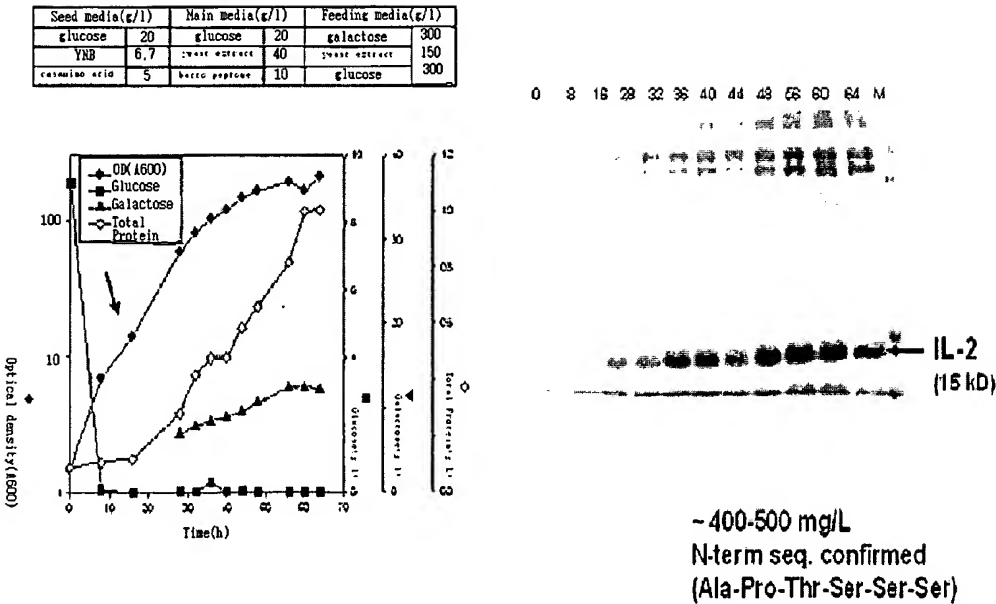 Seed media(g/l) Main media(g/l) Feeding media(g/l)
glucose 20 glucose 20 galactose 300
YNB 6,7 yeast extract 40 yeast extract 150
casamino acid 5 bacto peptone 10 glucose 300
OD(A600)
Glucose
Galactose
Total
Protein
100
10
1
Optical density(A600)
0 10 20 30 40 50 60 70
Time(h)
0 8 16 28 32 36 40 44 48 56 60 64 M
IL-2
(15 kD)
~400-500 mg/L
N-term seq. confirmed
(Ala-Pro-Thr-Ser-Ser-Ser)